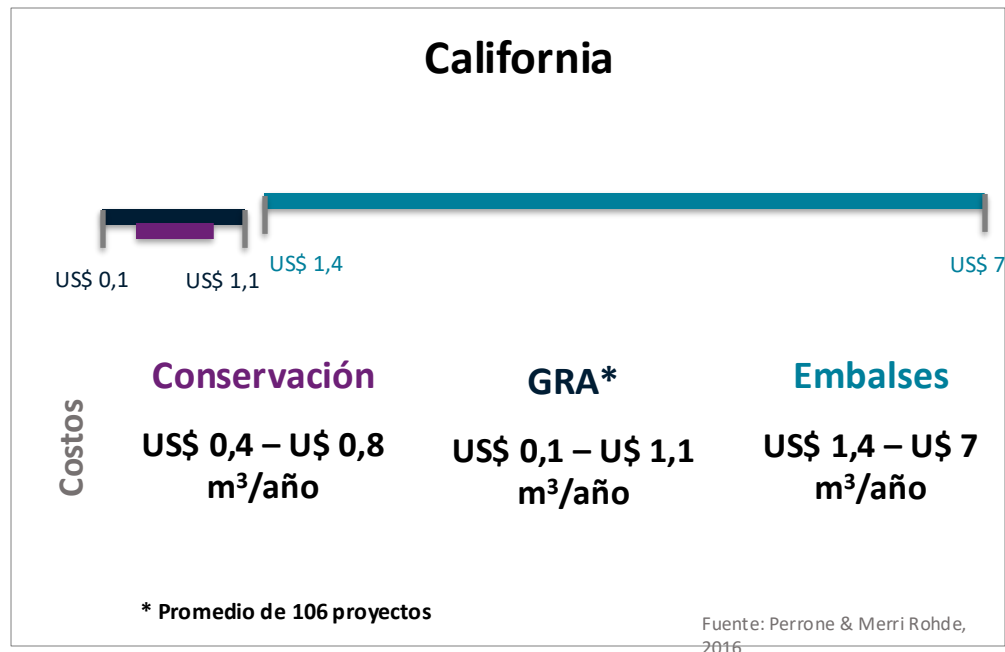 California
US$ 0,1
US$ 1,1
US$ 1,4
US$ 7
Costos
Conservación
US$ 0,4 – U$ 0,8
m³/año
GRA*
US$ 0,1 – U$ 1,1
m³/año
Embalses
US$ 1,4 – U$ 7
m³/año
* Promedio de 106 proyectos
Fuente: Perrone & Merri Rohde,
2016